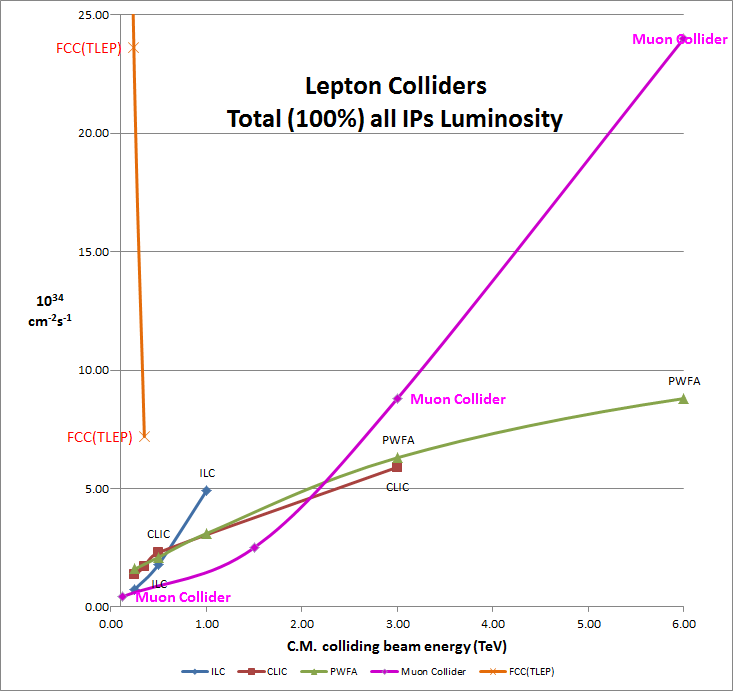 25.00
FCC(TLEP)
Muon Collider
Lepton Colliders
Total (100%) all IPs Luminosity
20.00
15.00
10³⁴
cm⁻²s⁻¹
10.00
PWFA
Muon Collider
FCC(TLEP)
PWFA
ILC
5.00
CLIC
CLIC
ILC
Muon Collider
0.00
0.00 1.00 2.00 3.00 4.00 5.00 6.00
C.M. colliding beam energy (TeV)
ILC CLIC PWFA Muon Collider FCC(TLEP)